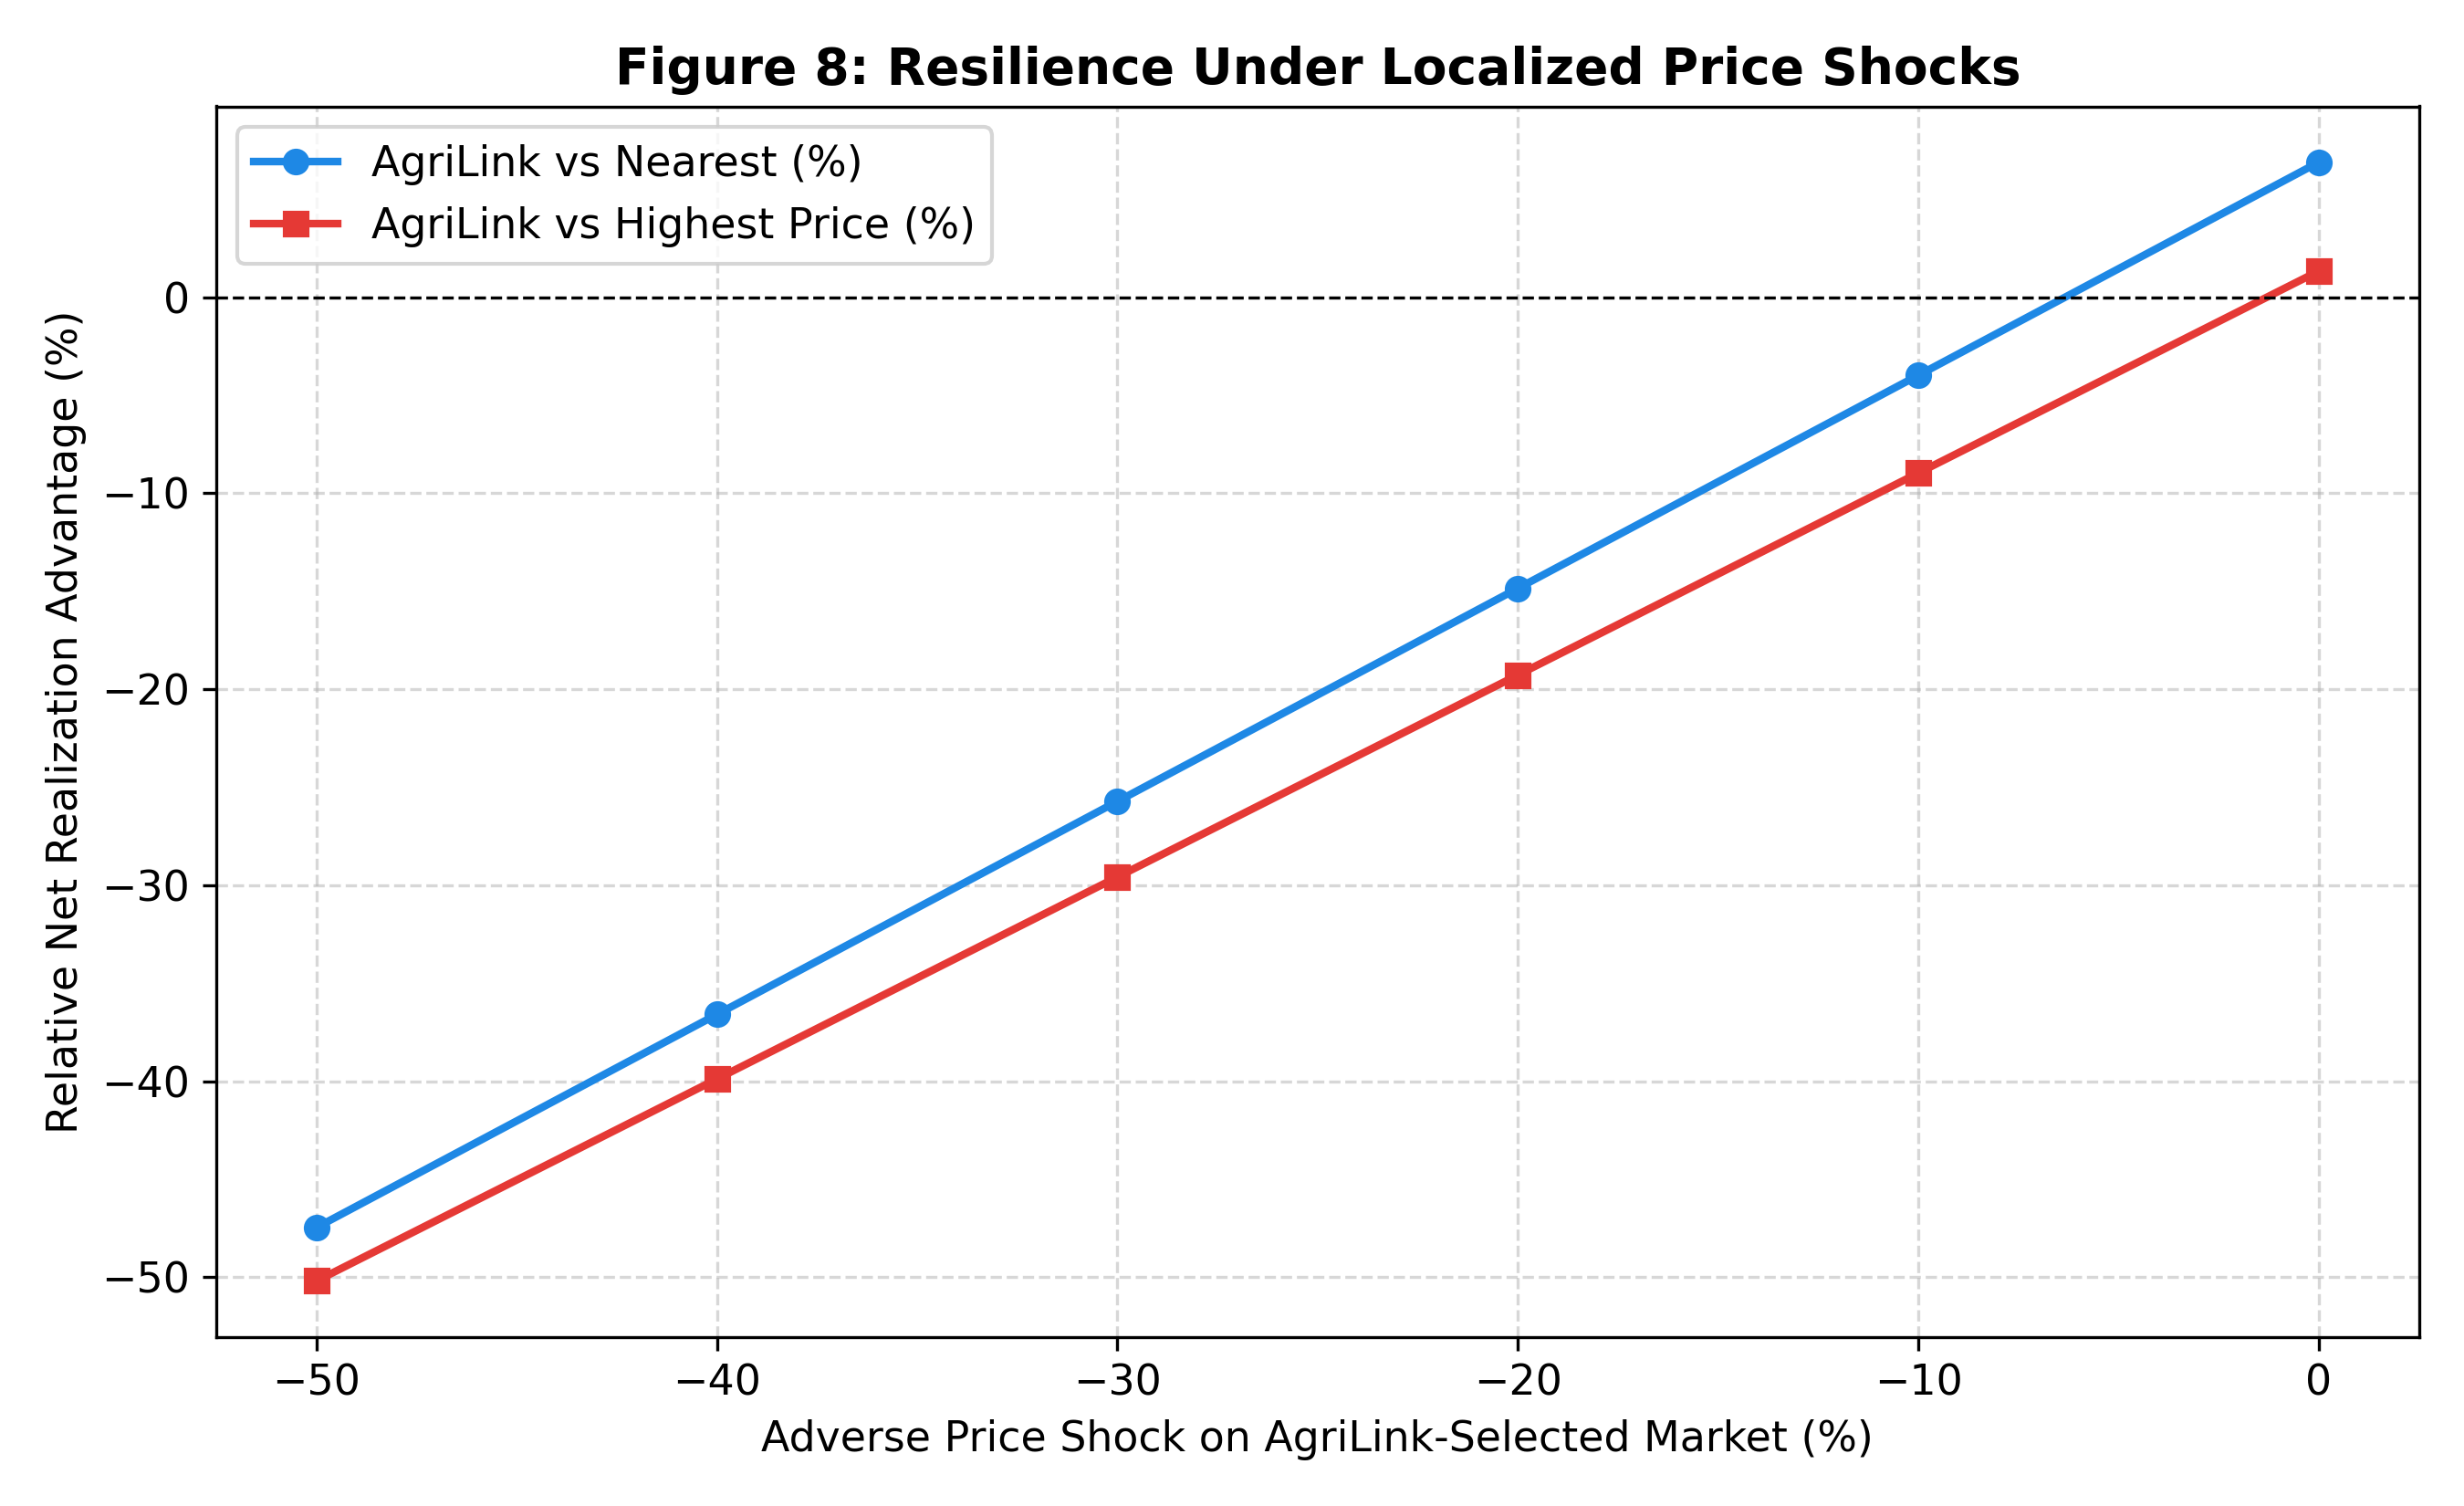 Figure 8: Resilience Under Localized Price Shocks
AgriLink vs Nearest (%)
AgriLink vs Highest Price (%)
Relative Net Realization Advantage (%)
0
−10
−20
−30
−40
−50
−50 −40 −30 −20 −10 0
Adverse Price Shock on AgriLink-Selected Market (%)